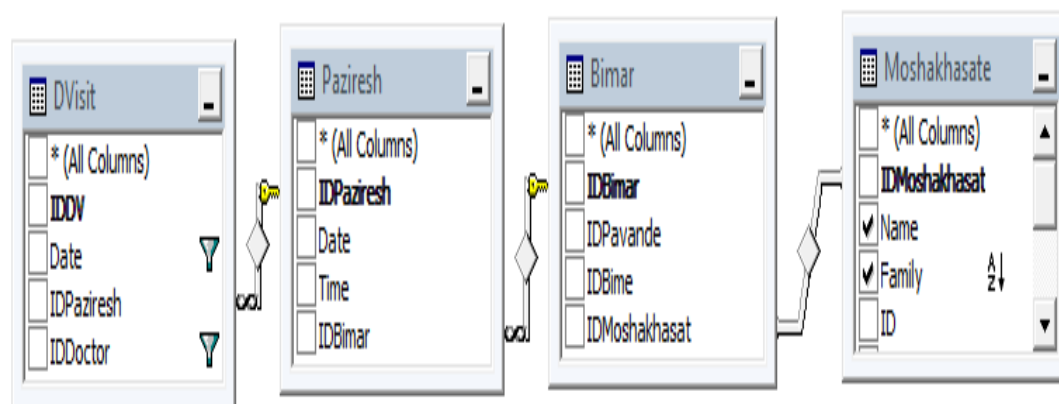 DVisit
* (All Columns)
IDDV
Date
IDPaziresh
IDDoctor
Paziresh
* (All Columns)
IDPaziresh
Date
Time
IDBimar
Bimar
* (All Columns)
IDBimar
IDPavande
IDBime
IDMoshakhasat
Moshakhasate
* (All Columns)
IDMoshakhasat
Name
Family
A
Z
ID